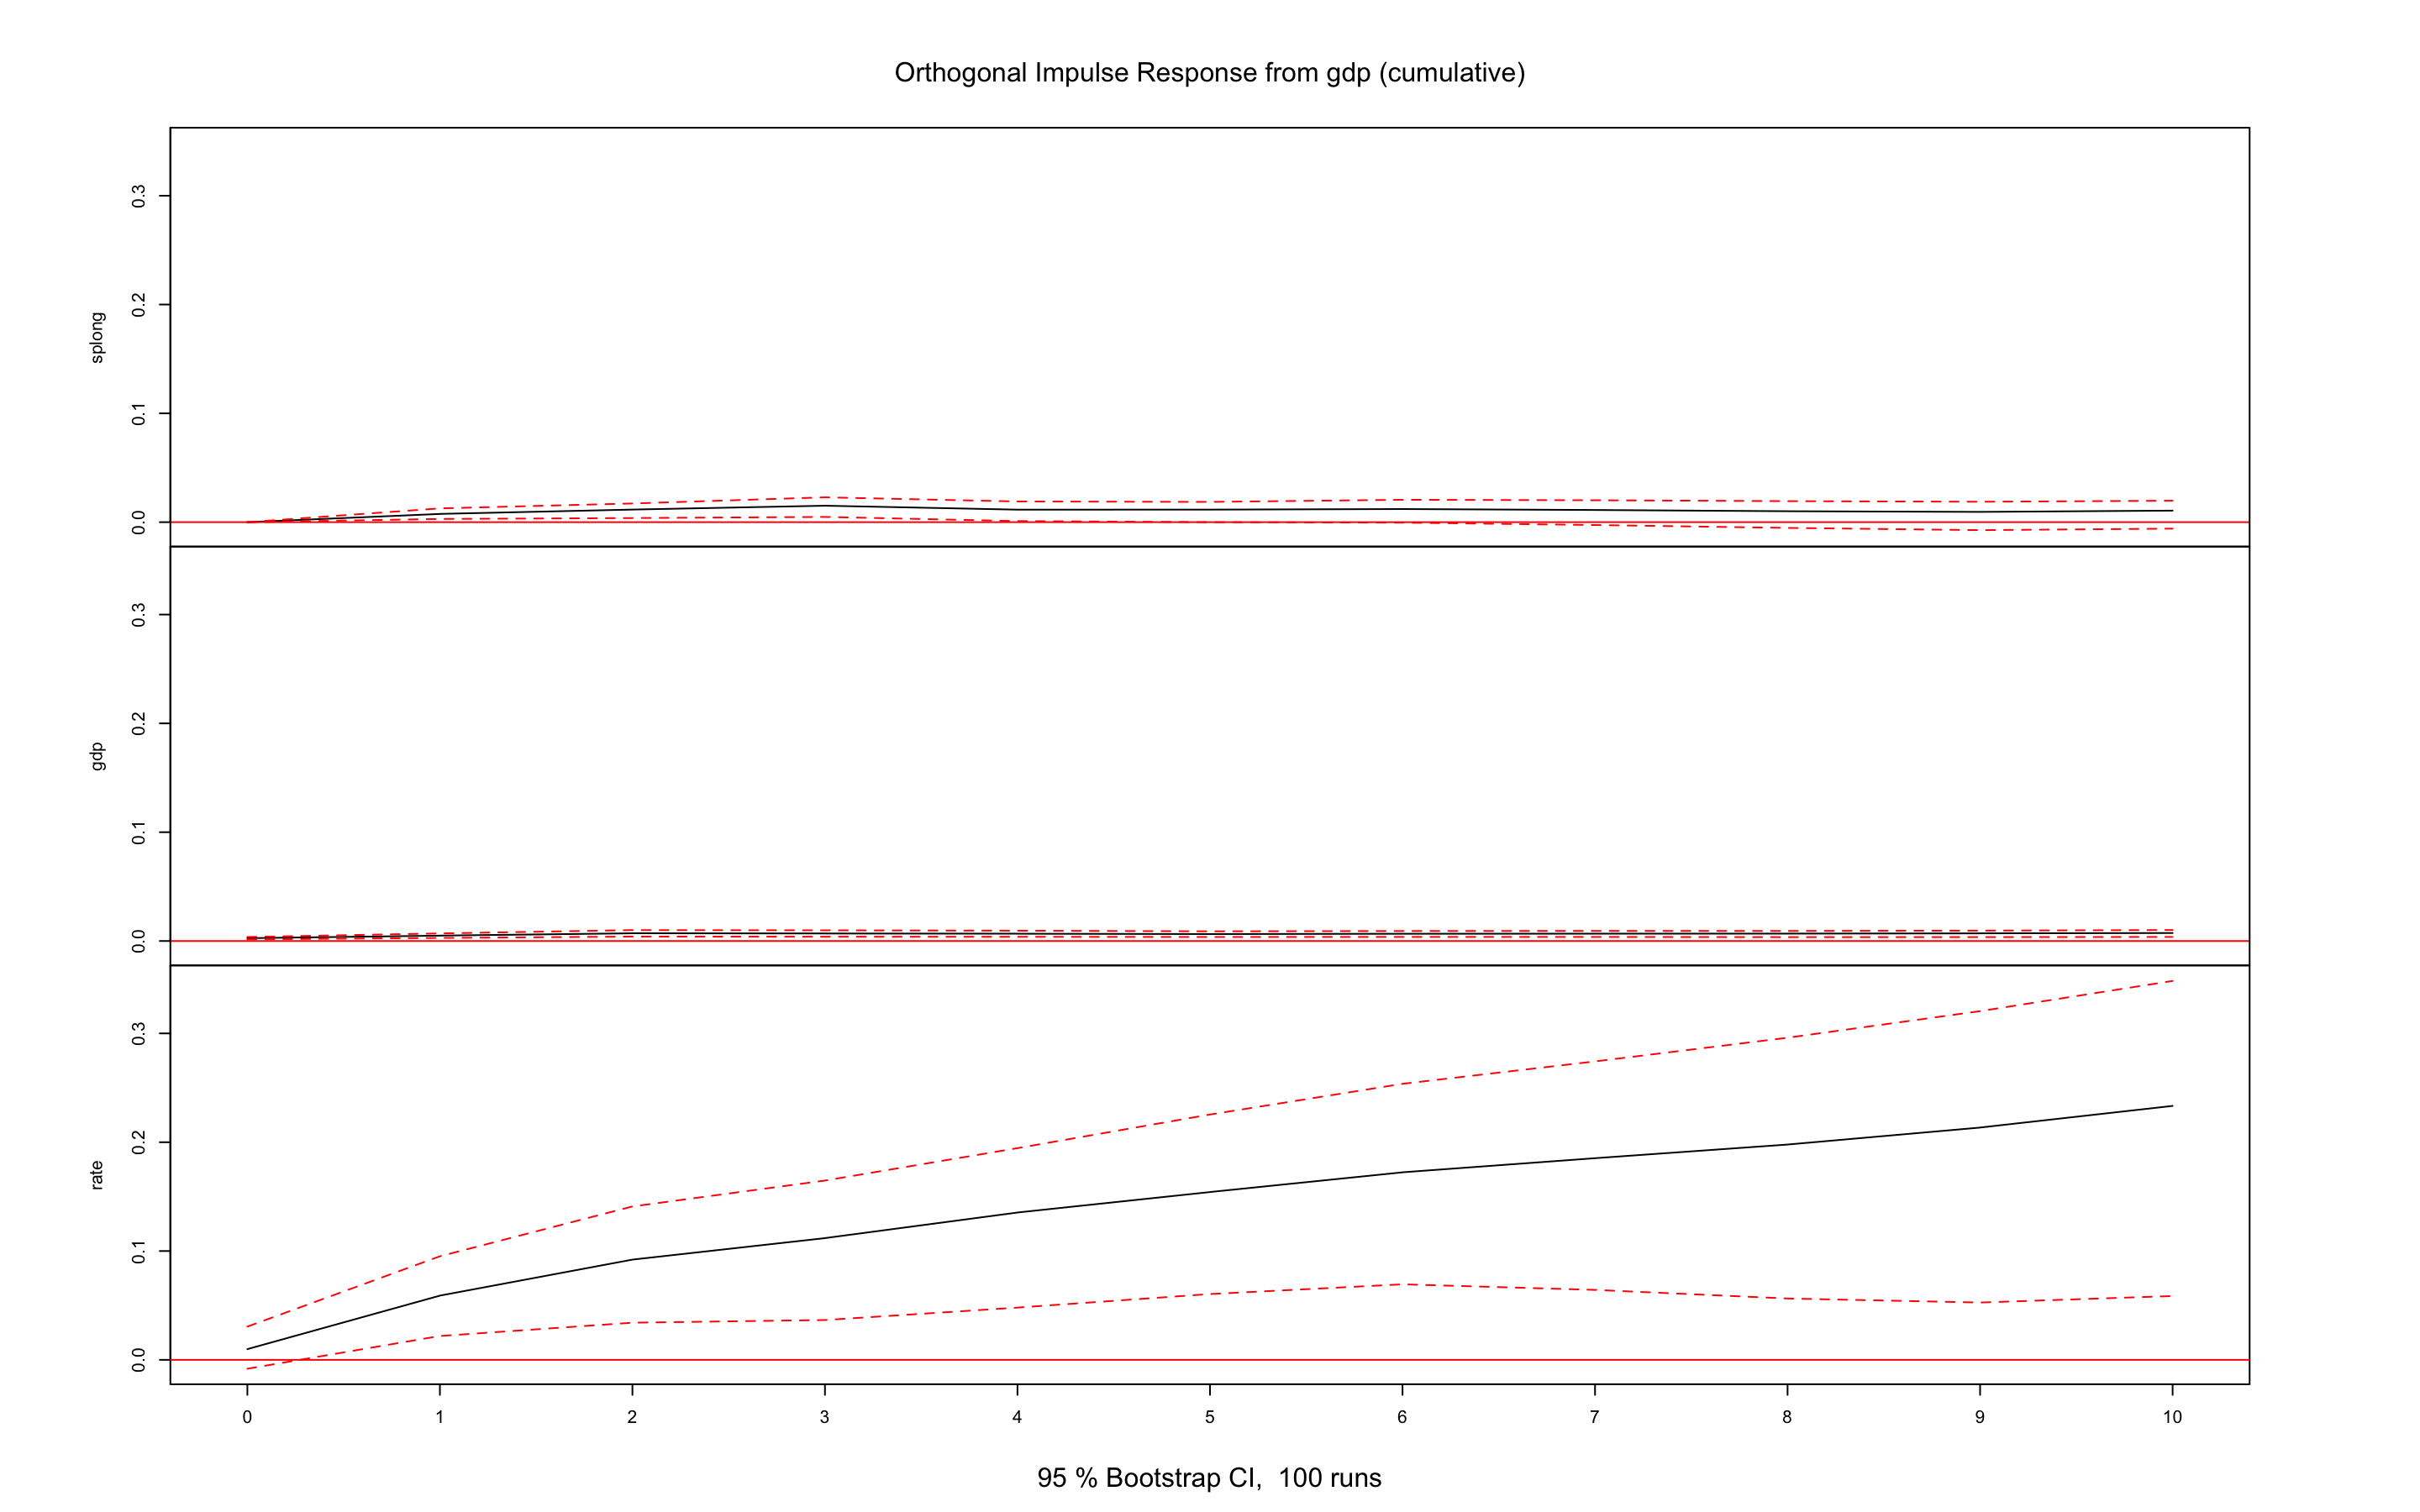 Orthogonal Impulse Response from gdp (cumulative)
splong
0.0 0.1 0.2 0.3
gdp
0.0 0.1 0.2 0.3
rate
0.0 0.1 0.2 0.3
0 1 2 3 4 5 6 7 8 9 10
95 % Bootstrap CI,  100 runs